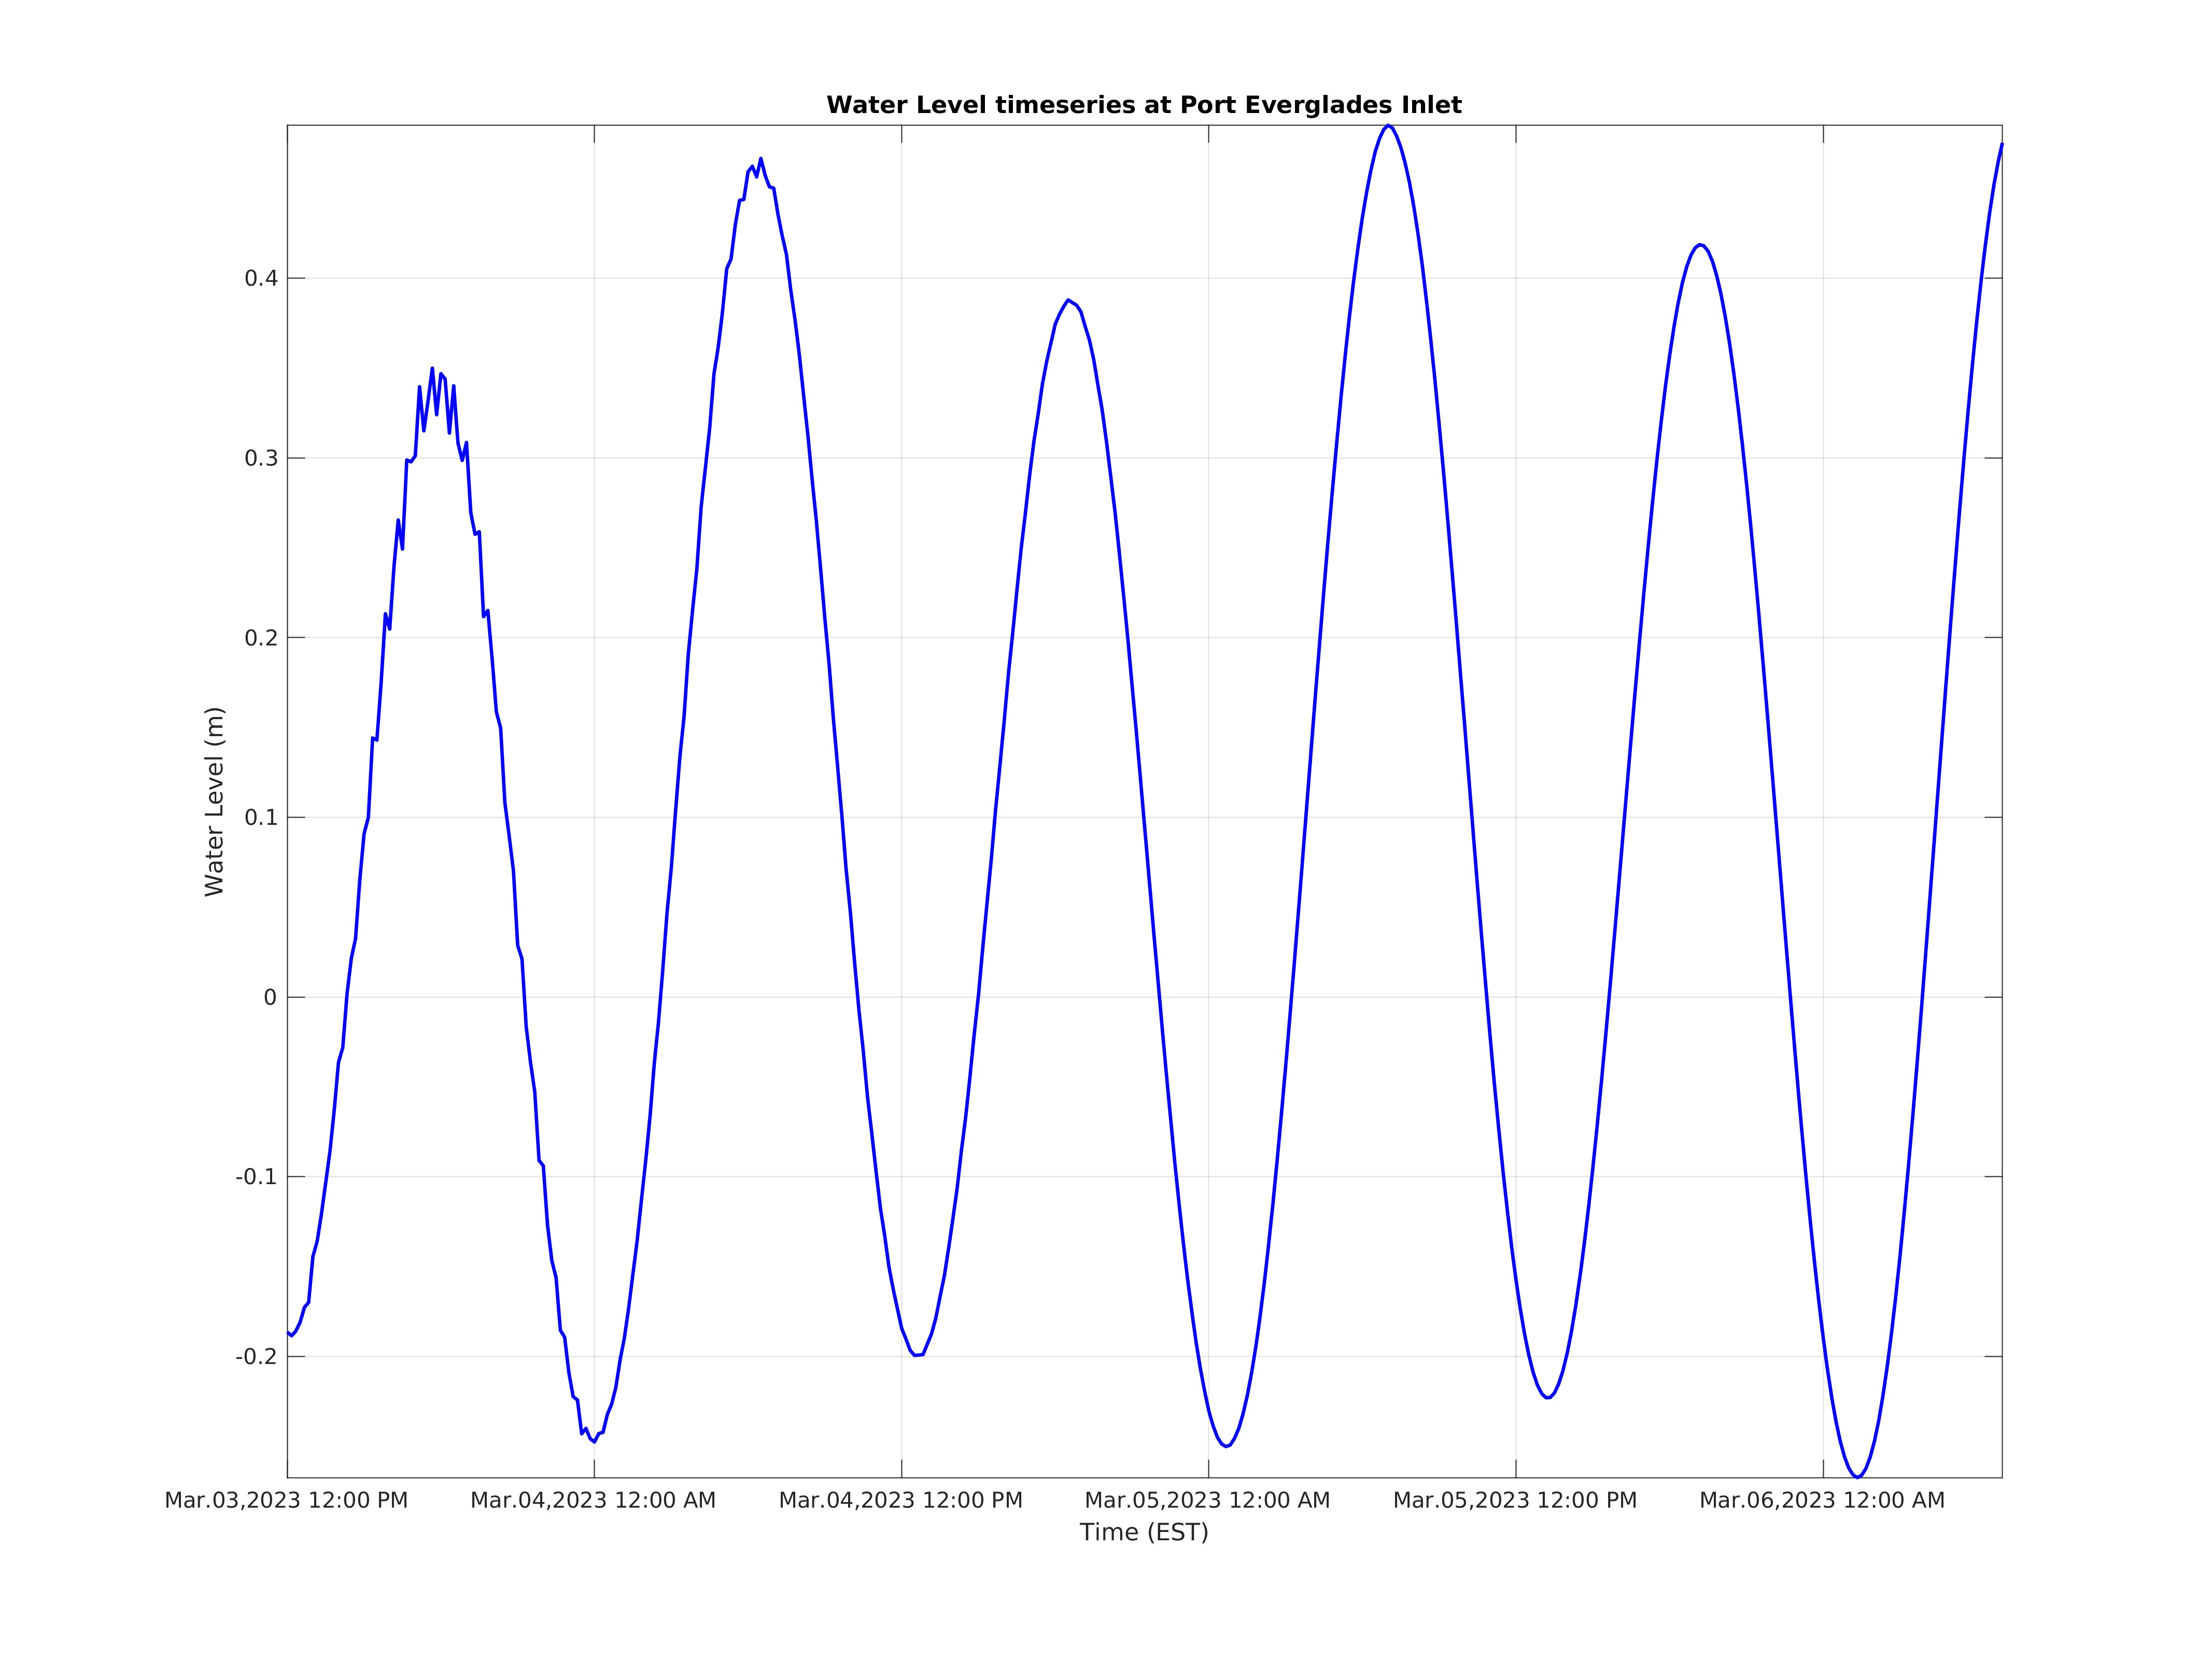 Water Level timeseries at Port Everglades Inlet
0.4
0.3
0.2
0.1
0
-0.1
-0.2
Water Level (m)
Mar.03,2023 12:00 PM Mar.04,2023 12:00 AM Mar.04,2023 12:00 PM Mar.05,2023 12:00 AM Mar.05,2023 12:00 PM Mar.06,2023 12:00 AM
Time (EST)